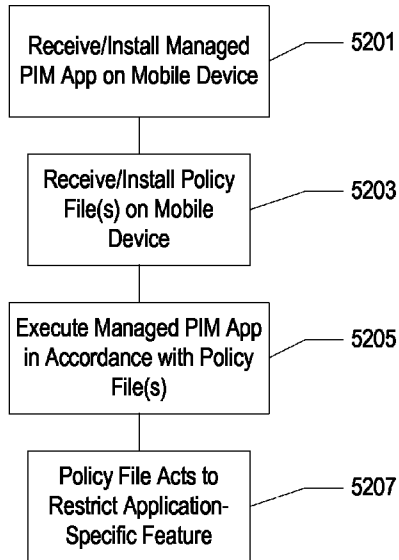 Receive/Install Managed
PIM App on Mobile Device
5201
Receive/Install Policy
File(s) on Mobile
Device
5203
Execute Managed PIM App
in Accordance with Policy
File(s)
5205
Policy File Acts to
Restrict Application-
Specific Feature
5207